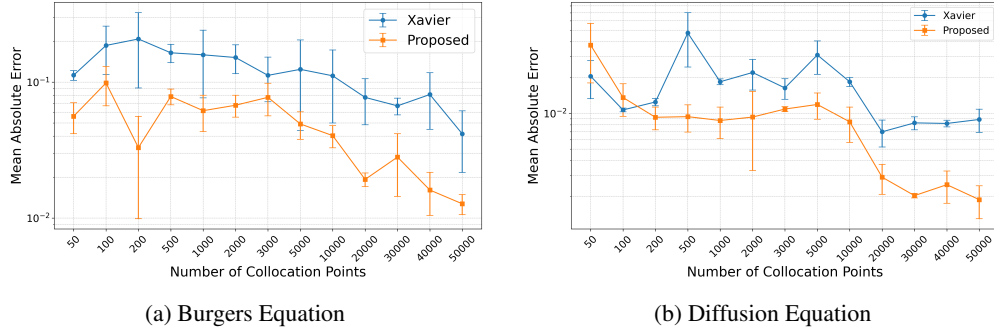 Mean Absolute Error
10⁻¹
10⁻²
Xavier
Proposed
50 100 200 500 1000 2000 3000 5000 10000 20000 30000 40000 50000
Number of Collocation Points
(a) Burgers Equation
Mean Absolute Error
10⁻²
Xavier
Proposed
50 100 200 500 1000 2000 3000 5000 10000 20000 30000 40000 50000
Number of Collocation Points
(b) Diffusion Equation